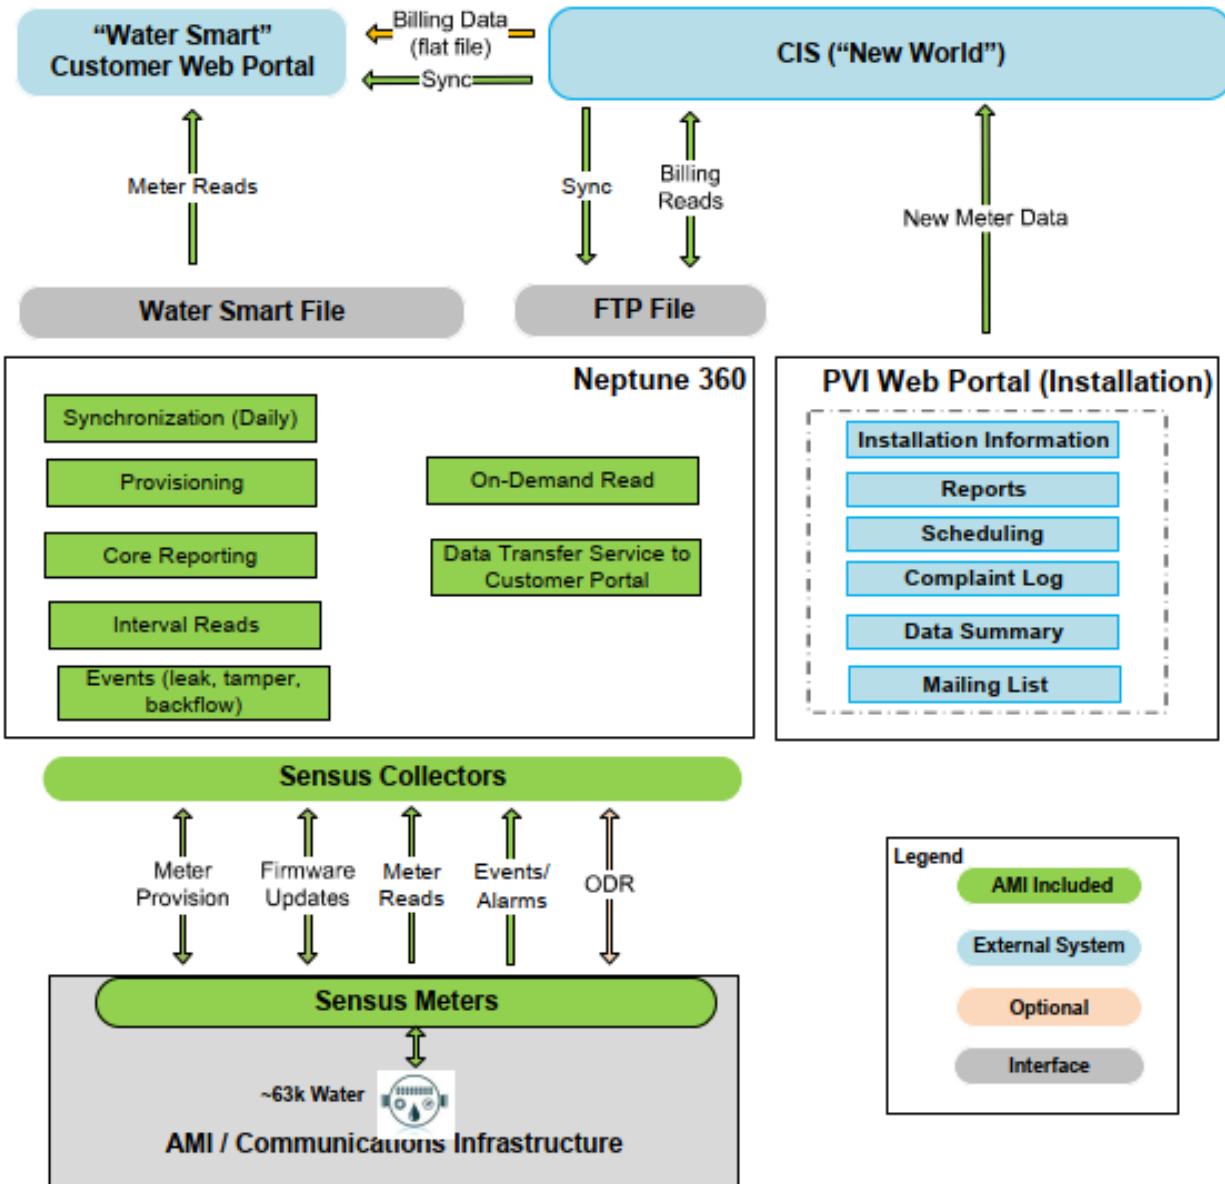 “Water Smart”
Customer Web Portal
Billing Data
(flat file)
Sync
CIS (“New World”)
Meter Reads
Sync
Billing
Reads
New Meter Data
Water Smart File
FTP File
Neptune 360
Synchronization (Daily)
Provisioning
Core Reporting
Interval Reads
Events (leak, tamper,
backflow)
On-Demand Read
Data Transfer Service to
Customer Portal
PVI Web Portal (Installation)
Installation Information
Reports
Scheduling
Complaint Log
Data Summary
Mailing List
Sensus Collectors
Meter
Provision
Firmware
Updates
Meter
Reads
Events/
Alarms
ODR
Sensus Meters
~63k Water
AMI / Communications Infrastructure
Legend
AMI Included
External System
Optional
Interface